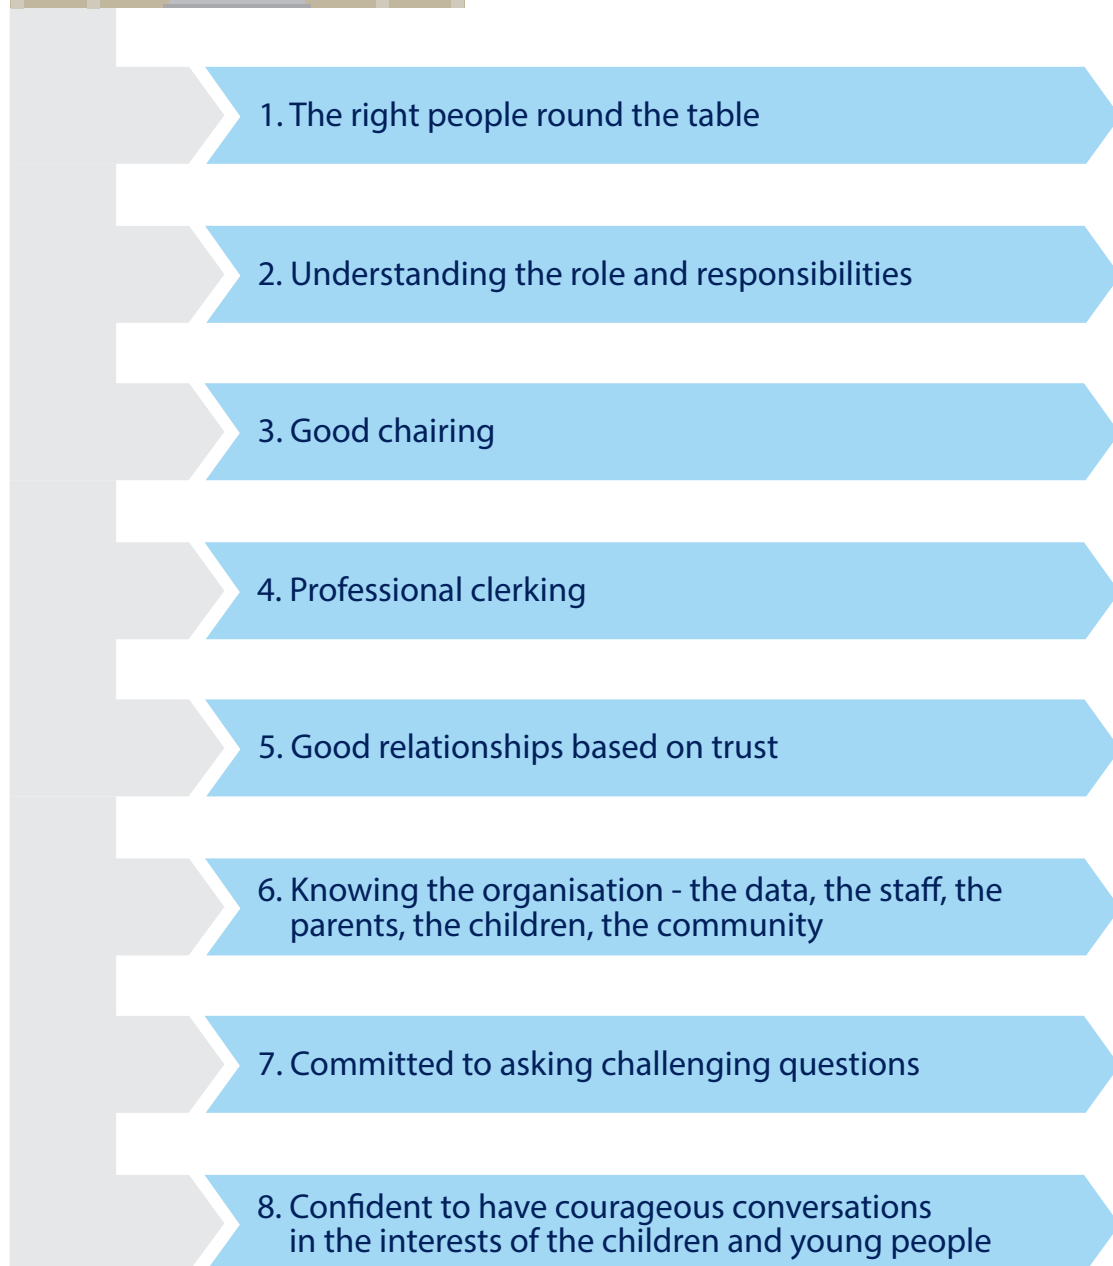 1. The right people round the table
2. Understanding the role and responsibilities
3. Good chairing
4. Professional clerking
5. Good relationships based on trust
6. Knowing the organisation - the data, the staff, the
parents, the children, the community
7. Committed to asking challenging questions
8. Confident to have courageous conversations
in the interests of the children and young people